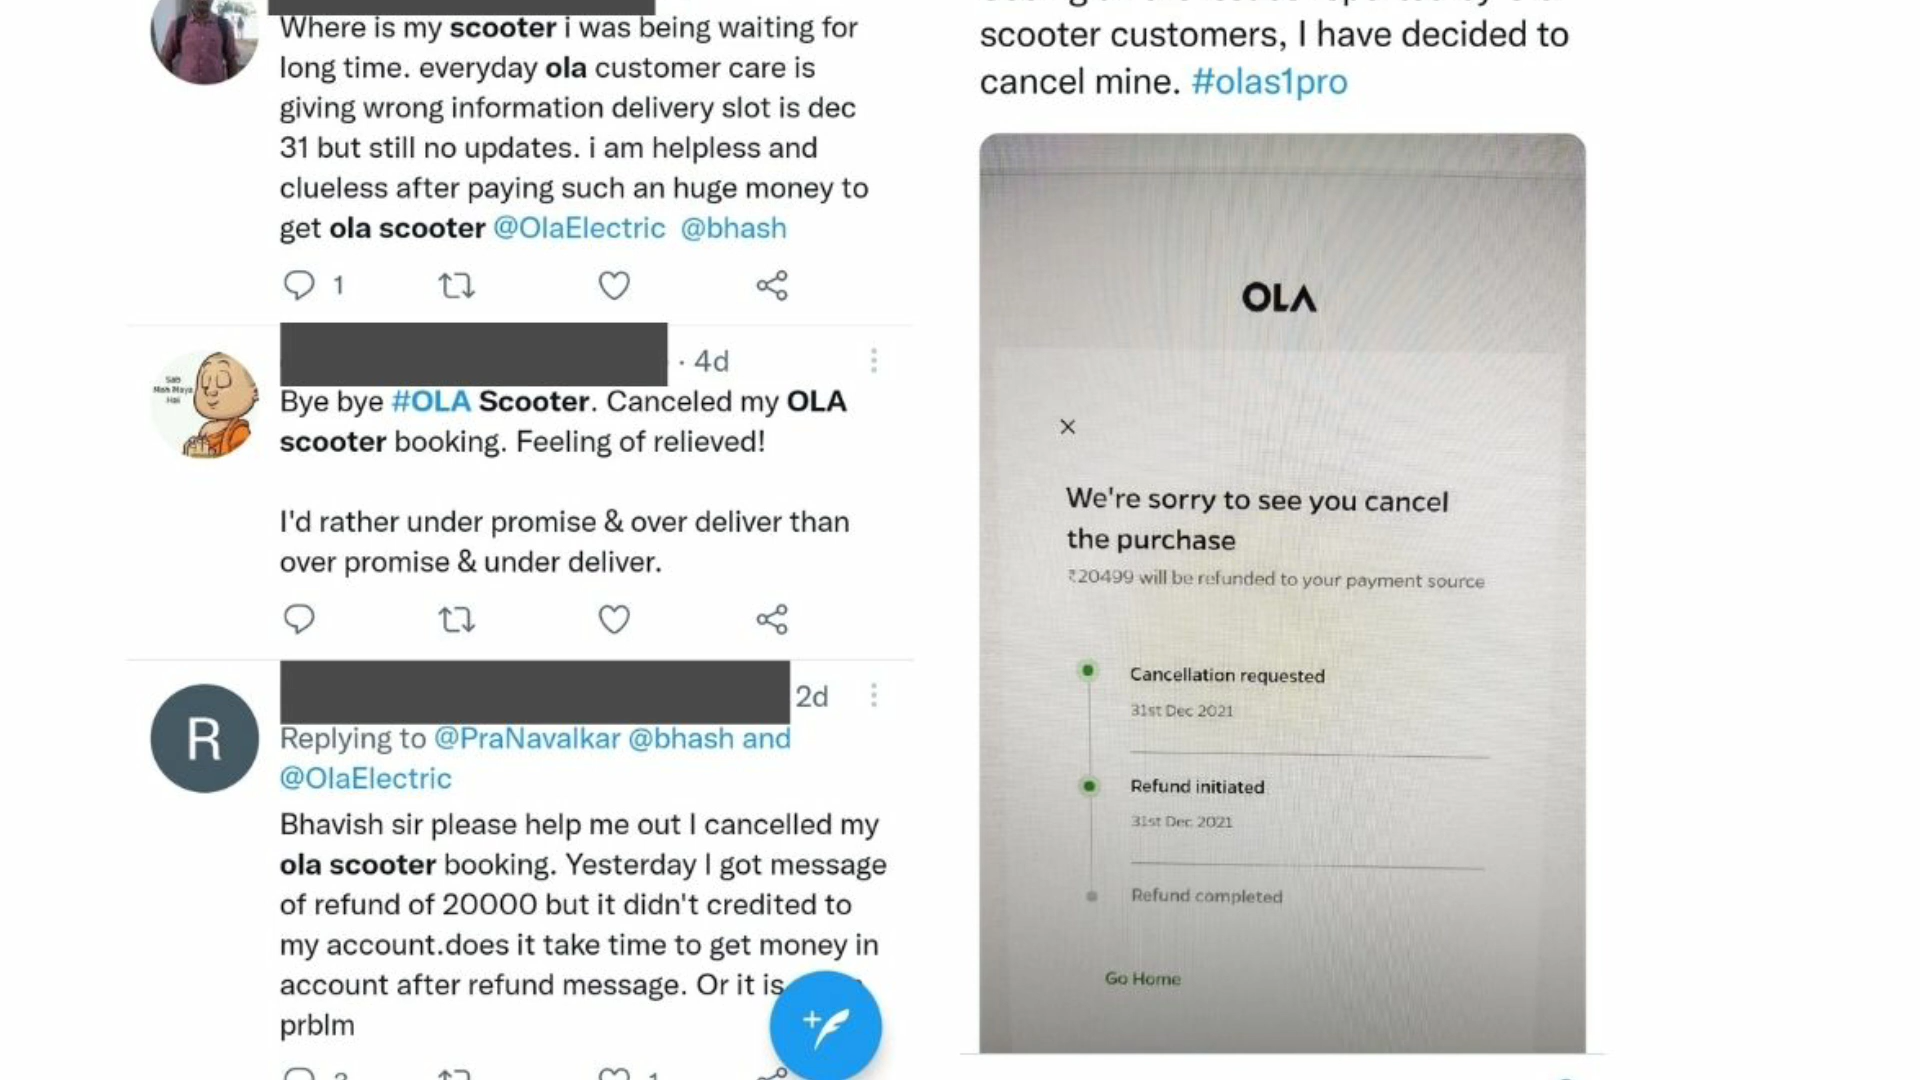 Where is my scooter i was being waiting for
long time. everyday ola customer care is
giving wrong information delivery slot is dec
31 but still no updates. i am helpless and
clueless after paying such an huge money to
get ola scooter @OlaElectric @bhash
1
Sab
Moh Maya
Hai
· 4d
Bye bye #OLA Scooter. Canceled my OLA
scooter booking. Feeling of relieved!
I'd rather under promise & over deliver than
over promise & under deliver.
R
2d
Replying to @PraNavalkar @bhash and
@OlaElectric
Bhavish sir please help me out I cancelled my
ola scooter booking. Yesterday I got message
of refund of 20000 but it didn't credited to
my account.does it take time to get money in
account after refund message. Or it is
prblm
scooter customers, I have decided to
cancel mine. #olas1pro
OLA
We're sorry to see you cancel
the purchase
₹20499 will be refunded to your payment source
Cancellation requested
31st Dec 2021
Refund initiated
31st Dec 2021
Refund completed
Go Home